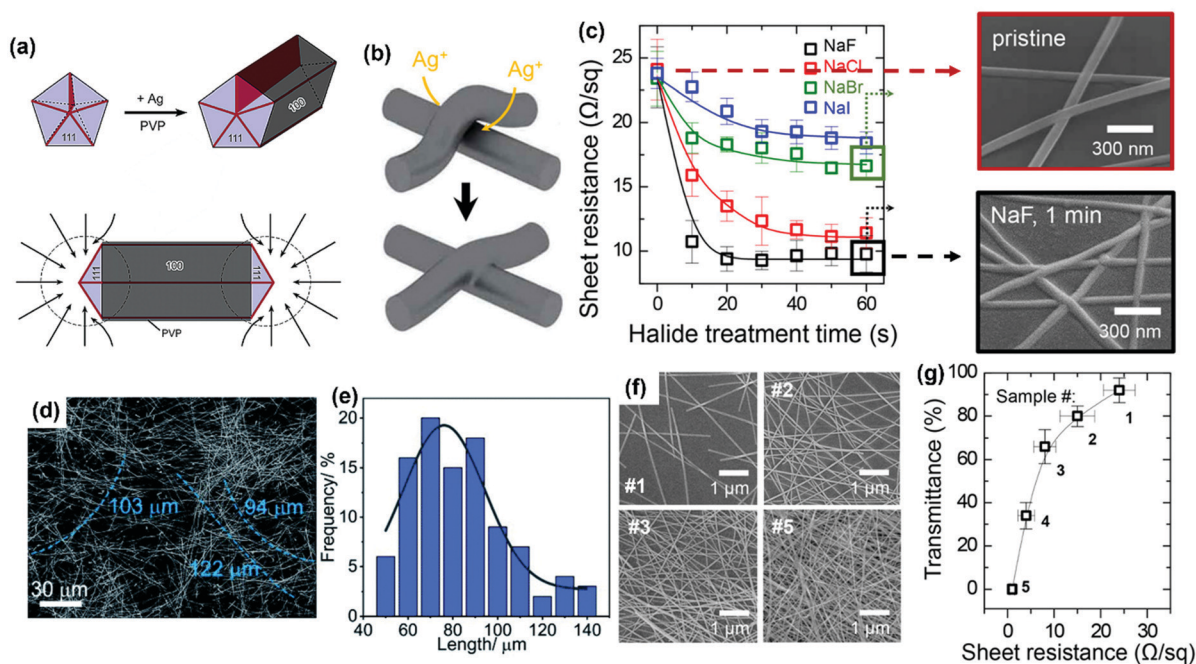 (a)
+ Ag
PVP
111
111
100
111
100
111
PVP
(b)
Ag⁺
Ag⁺
(c)
Sheet resistance (Ω/sq)
25
20
15
10
NaF
NaCl
NaBr
NaI
0
10
20
30
40
50
60
Halide treatment time (s)
pristine
300 nm
NaF, 1 min
300 nm
(d)
103 μm
94 μm
122 μm
30 μm
(e)
Frequency/ %
20
15
10
5
0
40
60
80
100
120
140
Length/ μm
(f)
#1
1 μm
#2
1 μm
#3
1 μm
#5
1 μm
(g)
Transmittance (%)
100
80
60
40
20
0
Sample #:
1
2
3
4
5
0
10
20
30
Sheet resistance (Ω/sq)